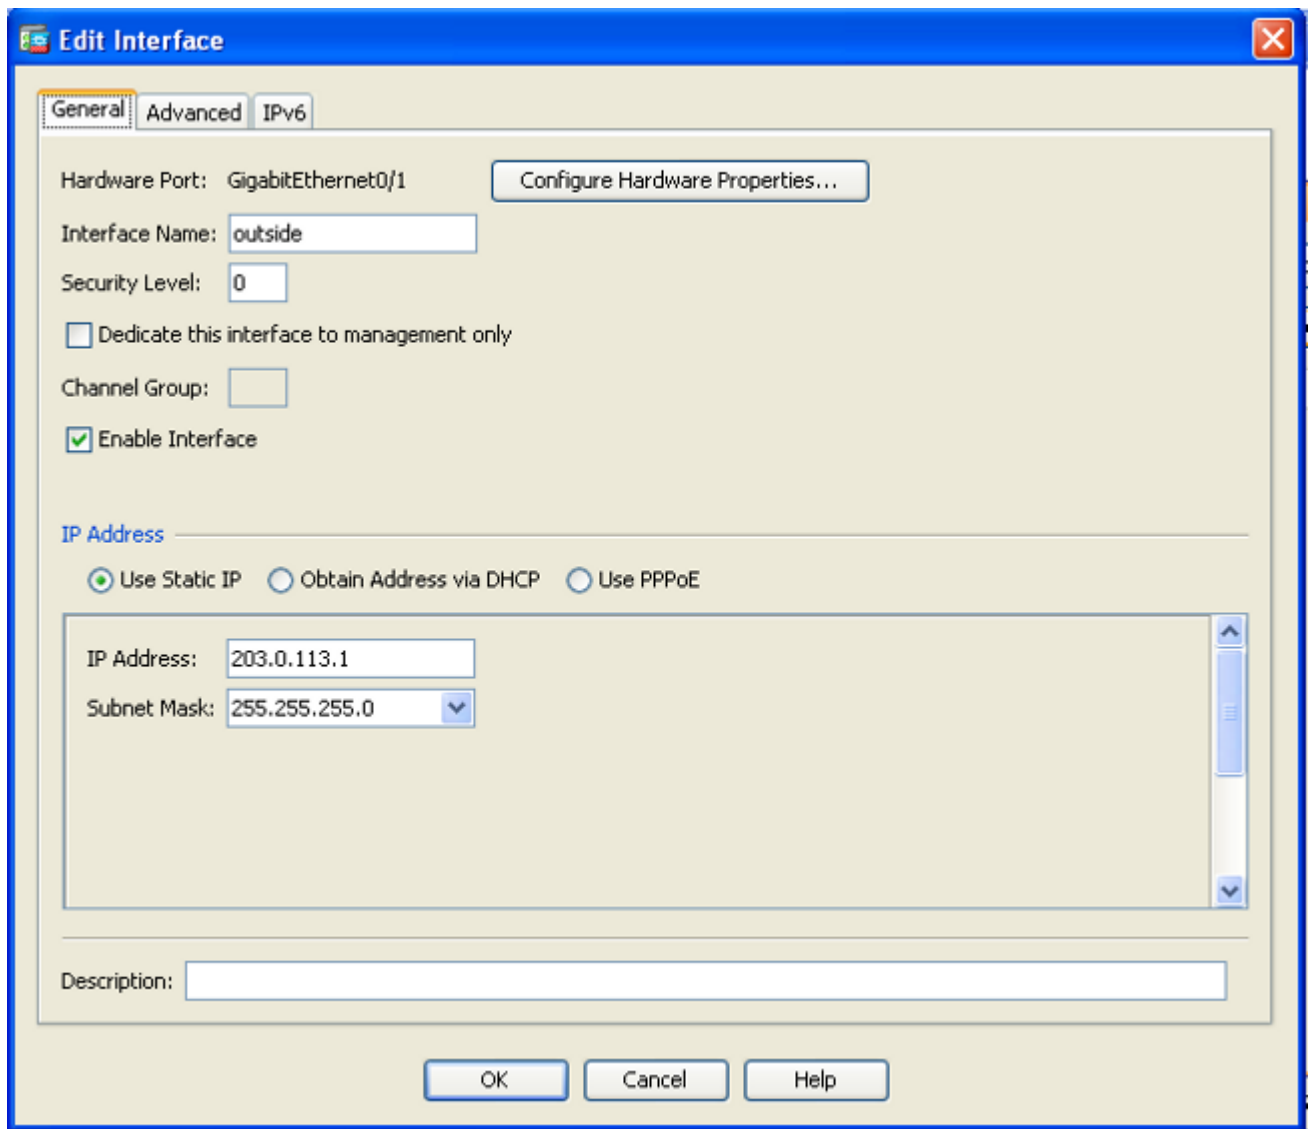 Edit Interface
General Advanced IPv6
Hardware Port: GigabitEthernet0/1 Configure Hardware Properties...
Interface Name: outside
Security Level: 0
Dedicate this interface to management only
Channel Group:
Enable Interface
IP Address
Use Static IP Obtain Address via DHCP Use PPPoE
IP Address: 203.0.113.1
Subnet Mask: 255.255.255.0
Description:
OK Cancel Help